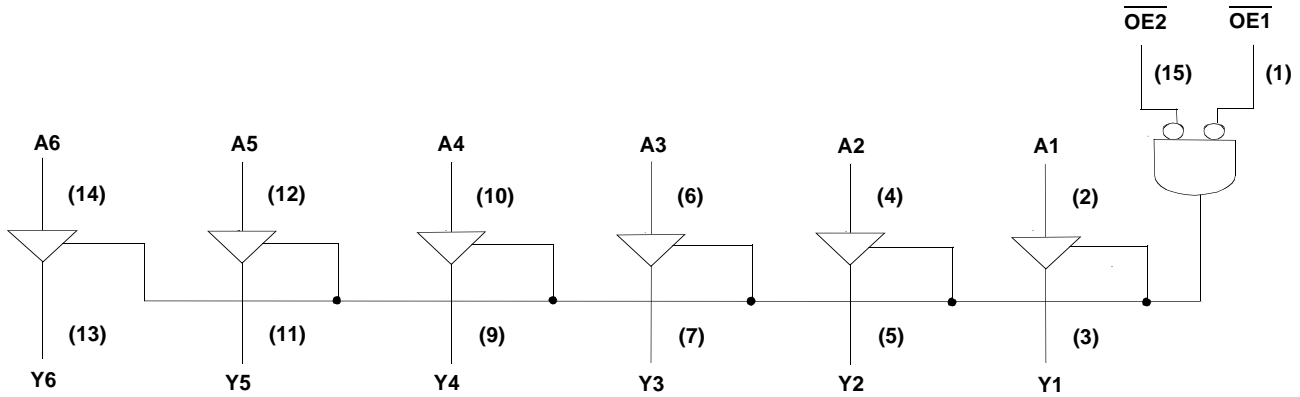 OE2 OE1
(15) (1)
A6 A5 A4 A3 A2 A1
(14) (12) (10) (6) (4) (2)
(13) (11) (9) (7) (5) (3)
Y6 Y5 Y4 Y3 Y2 Y1